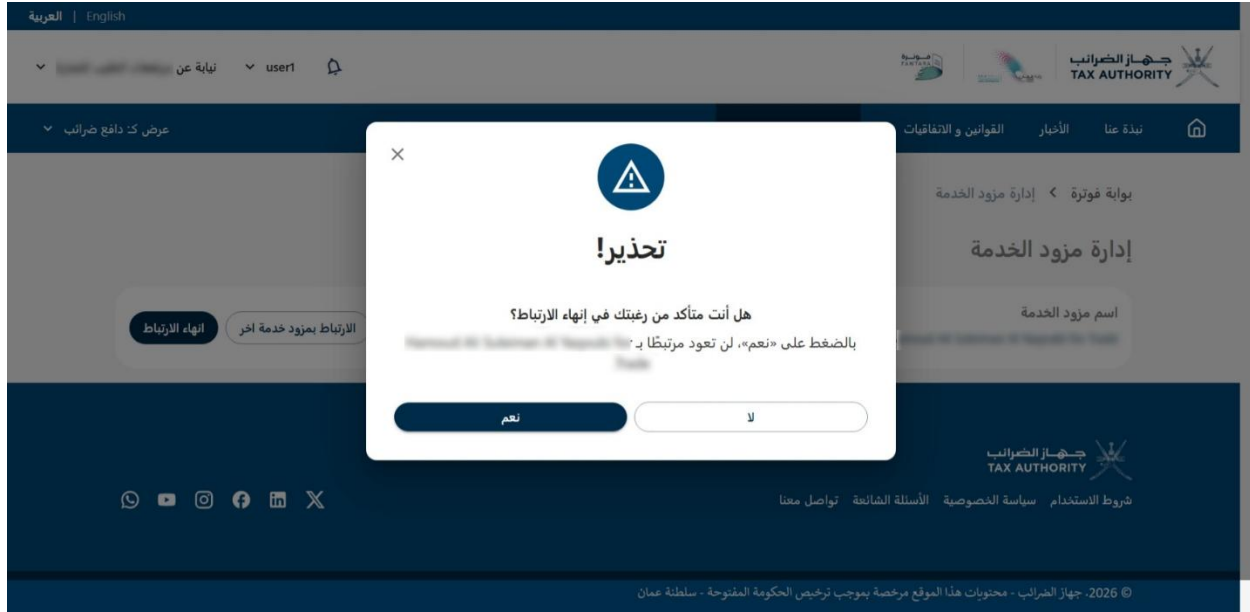 العربية | English
جهاز الضرائب
TAX AUTHORITY
فوترة
FAWTARA
user1
نيابة عن
نبذة عنا
الأخبار
القوانين و الاتفاقيات
عرض كـ: دافع ضرائب
بوابة فوترة > إدارة مزود الخدمة
إدارة مزود الخدمة
اسم مزود الخدمة
الارتباط بمزود خدمة اخر
انهاء الارتباط
تحذير!
هل أنت متأكد من رغبتك في إنهاء الارتباط؟
بالضغط على «نعم»، لن تعود مرتبطًا بـ
لا
نعم
جهاز الضرائب
TAX AUTHORITY
شروط الاستخدام سياسة الخصوصية الأسئلة الشائعة تواصل معنا
© 2026، جهاز الضرائب - محتويات هذا الموقع مرخصة بموجب ترخيص الحكومة المفتوحة - سلطنة عمان